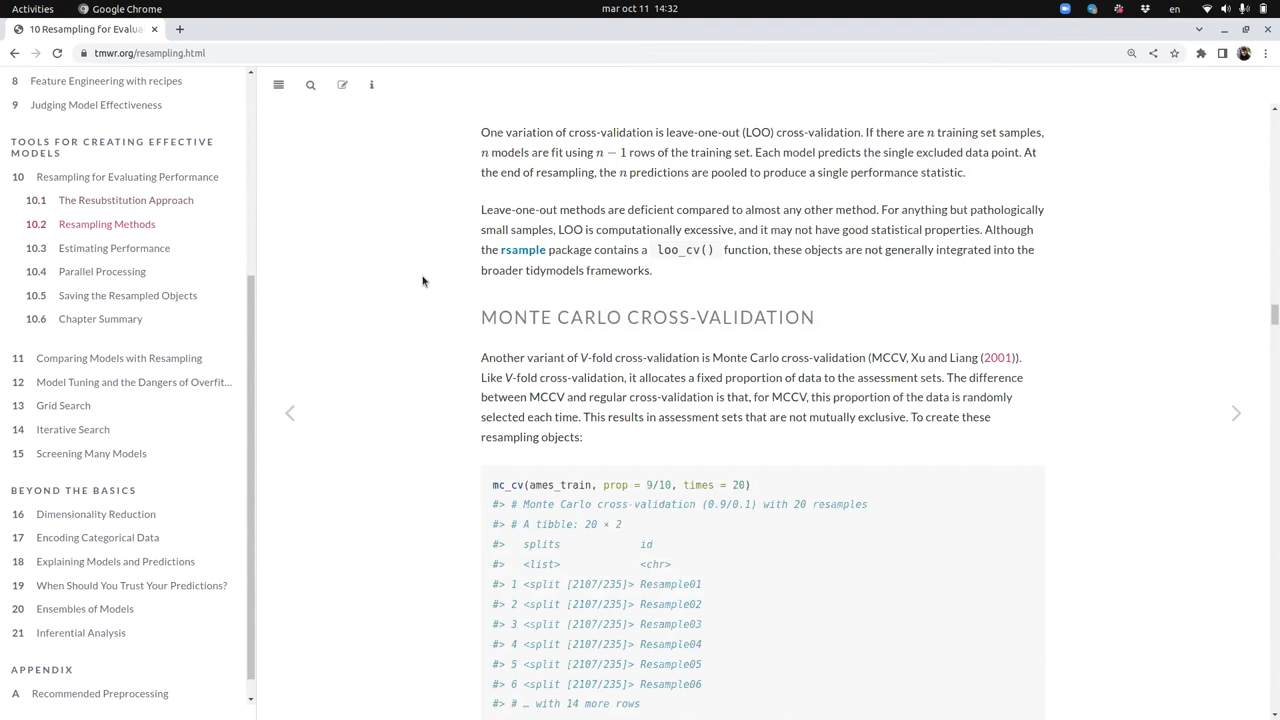 Activities Google Chrome mar oct 11 14:32 en
10 Resampling for Evalua
tmwr.org/resampling.html
8 Feature Engineering with recipes
9 Judging Model Effectiveness
TOOLS FOR CREATING EFFECTIVE
MODELS
10 Resampling for Evaluating Performance
10.1 The Resubstitution Approach
10.2 Resampling Methods
10.3 Estimating Performance
10.4 Parallel Processing
10.5 Saving the Resampled Objects
10.6 Chapter Summary
11 Comparing Models with Resampling
12 Model Tuning and the Dangers of Overfit...
13 Grid Search
14 Iterative Search
15 Screening Many Models
BEYOND THE BASICS
16 Dimensionality Reduction
17 Encoding Categorical Data
18 Explaining Models and Predictions
19 When Should You Trust Your Predictions?
20 Ensembles of Models
21 Inferential Analysis
APPENDIX
A Recommended Preprocessing
One variation of cross-validation is leave-one-out (LOO) cross-validation. If there are n training set samples,
n models are fit using n − 1 rows of the training set. Each model predicts the single excluded data point. At
the end of resampling, the n predictions are pooled to produce a single performance statistic.
Leave-one-out methods are deficient compared to almost any other method. For anything but pathologically
small samples, LOO is computationally excessive, and it may not have good statistical properties. Although
the rsample package contains a loo_cv() function, these objects are not generally integrated into the
broader tidymodels frameworks.
MONTE CARLO CROSS-VALIDATION
Another variant of V-fold cross-validation is Monte Carlo cross-validation (MCCV, Xu and Liang (2001)).
Like V-fold cross-validation, it allocates a fixed proportion of data to the assessment sets. The difference
between MCCV and regular cross-validation is that, for MCCV, this proportion of the data is randomly
selected each time. This results in assessment sets that are not mutually exclusive. To create these
resampling objects:
mc_cv(ames_train, prop = 9/10, times = 20)
#> # Monte Carlo cross-validation (0.9/0.1) with 20 resamples
#> # A tibble: 20 × 2
#> splits id
#> <list> <chr>
#> 1 <split [2107/235]> Resample01
#> 2 <split [2107/235]> Resample02
#> 3 <split [2107/235]> Resample03
#> 4 <split [2107/235]> Resample04
#> 5 <split [2107/235]> Resample05
#> 6 <split [2107/235]> Resample06
#> # … with 14 more rows